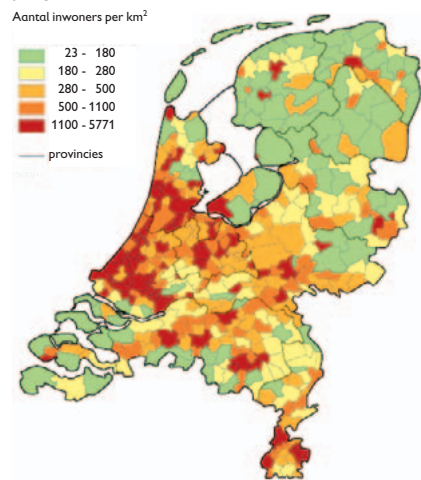 Aantal inwoners per km²
23 - 180
180 - 280
280 - 500
500 - 1100
1100 - 5771
provincies